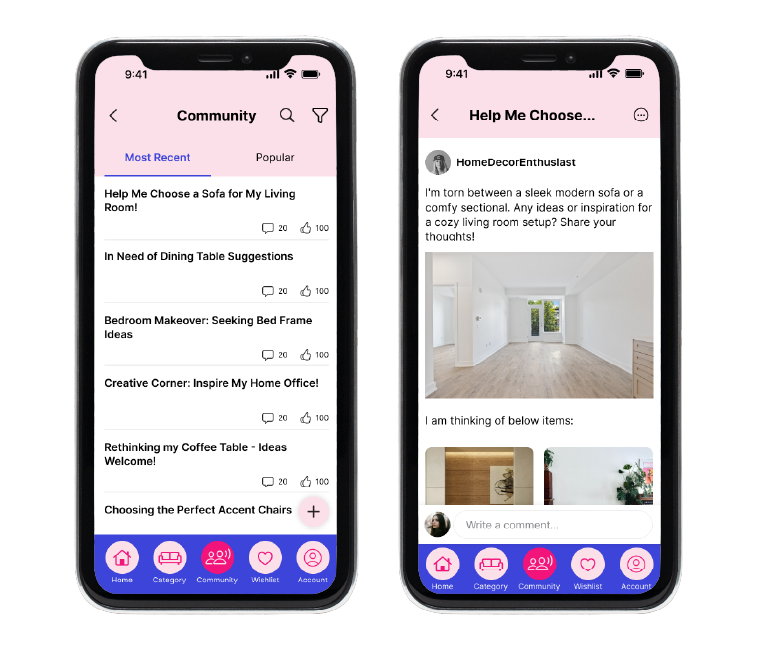 9:41
Community
Most Recent
Popular
Help Me Choose a Sofa for My Living
Room!
20 100
In Need of Dining Table Suggestions
20 100
Bedroom Makeover: Seeking Bed Frame
Ideas
20 100
Creative Corner: Inspire My Home Office!
20 100
Rethinking my Coffee Table - Ideas
Welcome!
20 100
Choosing the Perfect Accent Chairs
+
Home Category Community Wishlist Account
9:41
Help Me Choose...
HomeDecorEnthusiast
I'm torn between a sleek modern sofa or a
comfy sectional. Any ideas or inspiration for
a cozy living room setup? Share your
thoughts!
I am thinking of below items:
Write a comment...
Home Category Community Wishlist Account